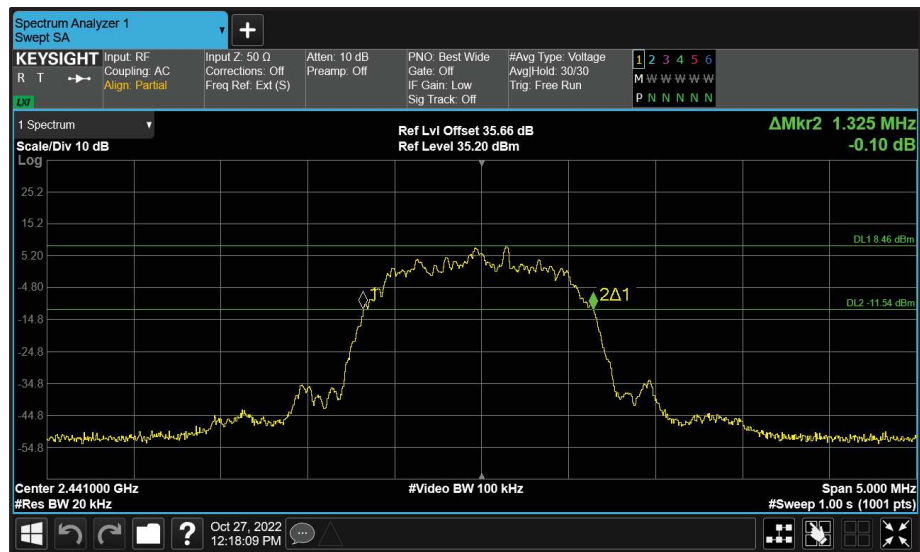 Spectrum Analyzer 1
Swept SA
+
KEYSIGHT
R T
LXI
Input: RF
Coupling: AC
Align: Partial
Input Z: 50 Ω
Corrections: Off
Freq Ref: Ext (S)
Atten: 10 dB
Preamp: Off
PNO: Best Wide
Gate: Off
IF Gain: Low
Sig Track: Off
#Avg Type: Voltage
Avg|Hold: 30/30
Trig: Free Run
1 2 3 4 5 6
M W W W W W
P N N N N N
1 Spectrum
Scale/Div 10 dB
Log
Ref Lvl Offset 35.66 dB
Ref Level 35.20 dBm
ΔMkr2 1.325 MHz
-0.10 dB
25.2
15.2
5.20
-4.80
-14.8
-24.8
-34.8
-44.8
-54.8
DL1 8.46 dBm
1
2Δ1
DL2 -11.54 dBm
Center 2.441000 GHz
#Res BW 20 kHz
#Video BW 100 kHz
Span 5.000 MHz
#Sweep 1.00 s (1001 pts)
?
Oct 27, 2022
12:18:09 PM